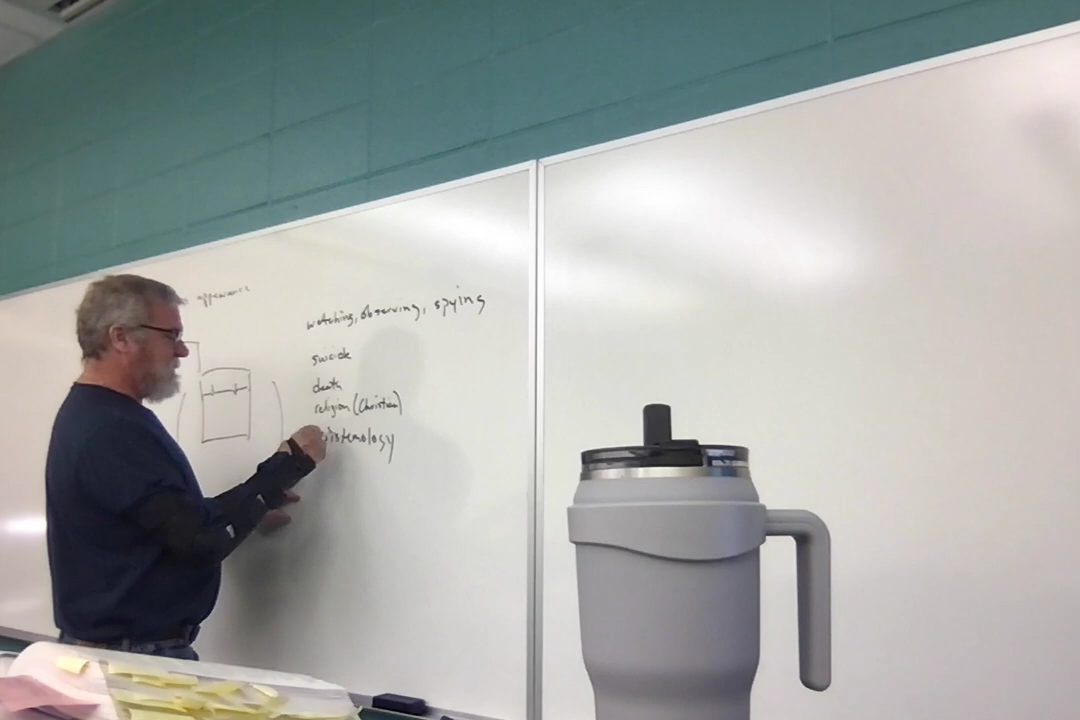 appearance
watching, observing, spying
suicide
death
religion (Christian)
epistemology